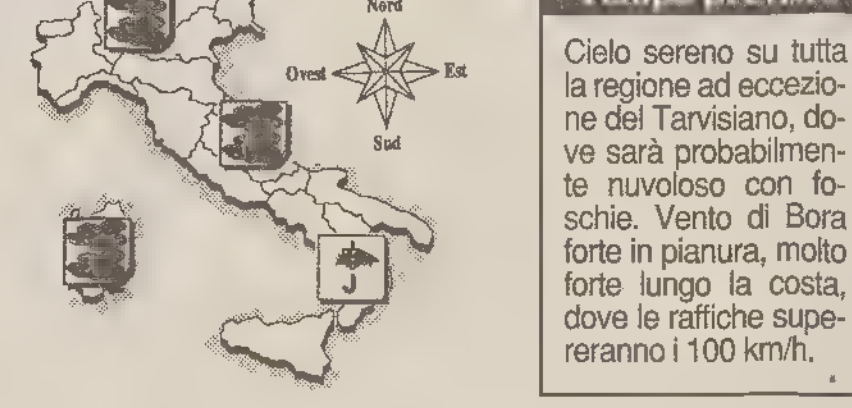 Nord
Ovest
Est
Sud
Cielo sereno su tutta
la regione ad eccezio-
ne del Tarvisiano, do-
ve sarà probabilmen-
te nuvoloso con fo-
schie. Vento di Bora
forte in pianura, molto
forte lungo la costa,
dove le raffiche supe-
reranno i 100 km/h.